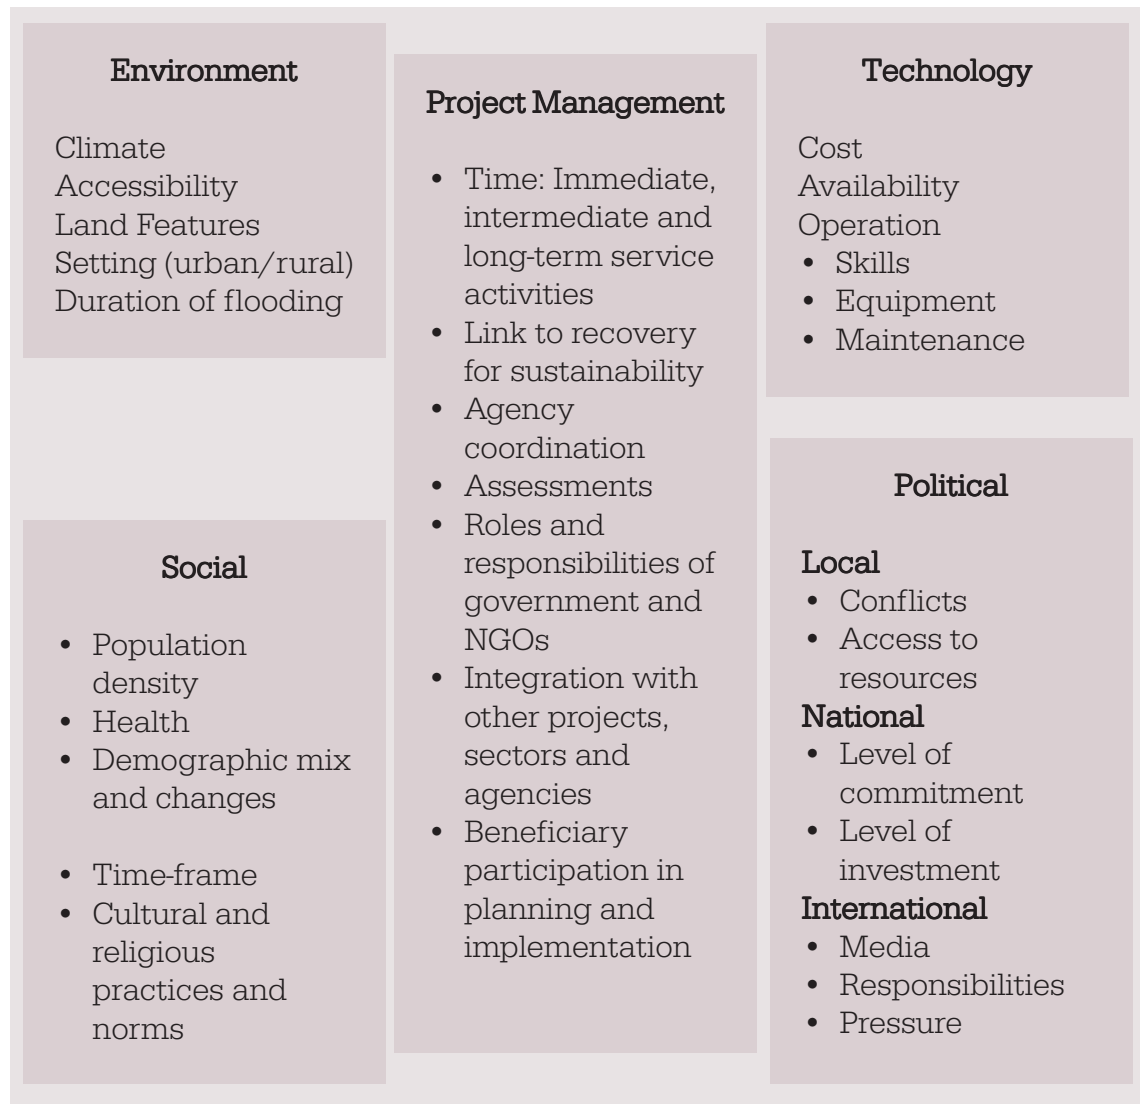 Environment
Climate
Accessibility
Land Features
Setting (urban/rural)
Duration of flooding
Social
• Population
density
• Health
• Demographic mix
and changes
• Time-frame
• Cultural and
religious
practices and
norms
Project Management
• Time: Immediate,
intermediate and
long-term service
activities
• Link to recovery
for sustainability
• Agency
coordination
• Assessments
• Roles and
responsibilities of
government and
NGOs
• Integration with
other projects,
sectors and
agencies
• Beneficiary
participation in
planning and
implementation
Technology
Cost
Availability
Operation
• Skills
• Equipment
• Maintenance
Political
Local
• Conflicts
• Access to
resources
National
• Level of
commitment
• Level of
investment
International
• Media
• Responsibilities
• Pressure